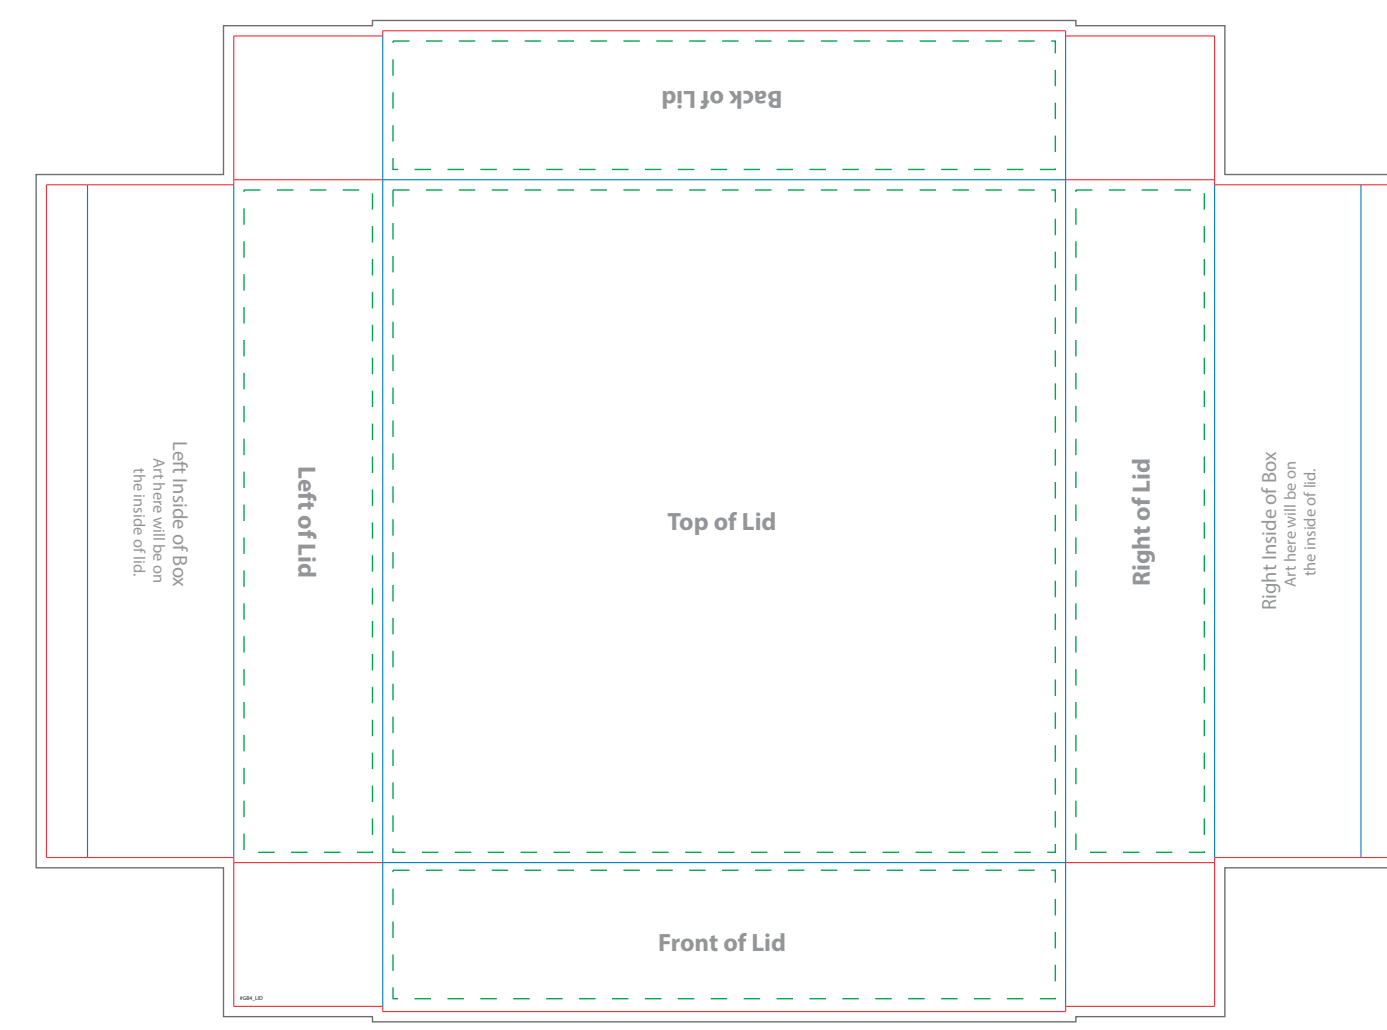 Back of Lid
Left Inside of Box
Art here will be on
the inside of lid.
Left of Lid
Top of Lid
Right of Lid
Right Inside of Box
Art here will be on
the inside of lid.
Front of Lid
#GB4_LID